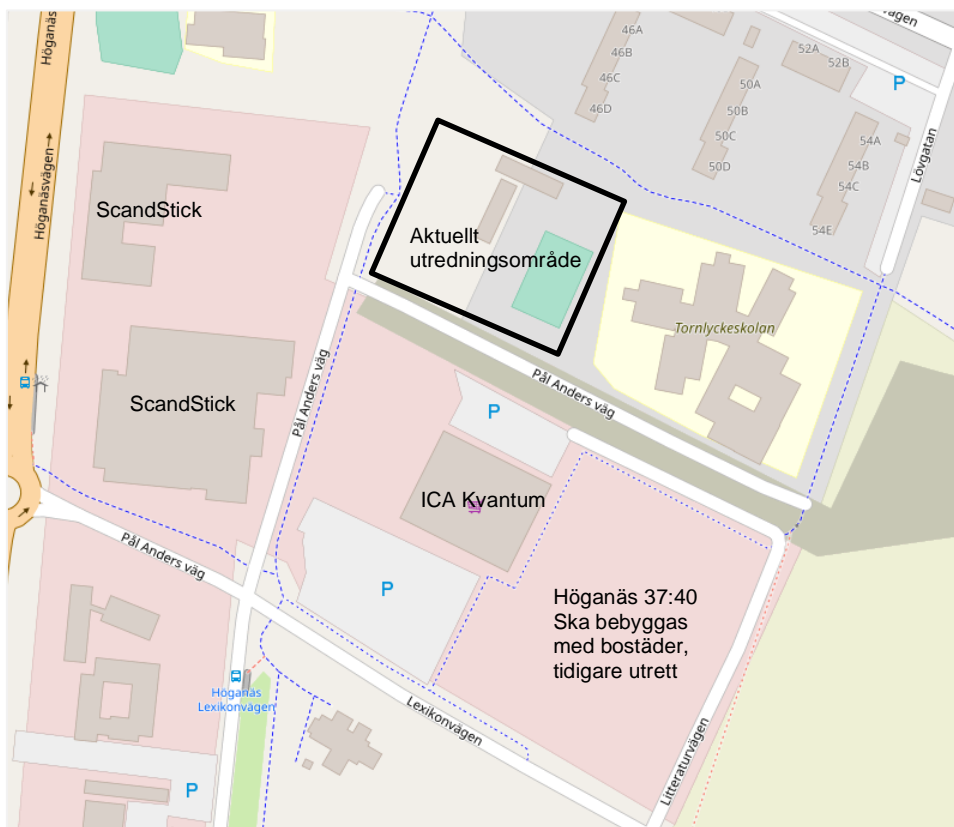 Höganäs
Höganäsvägen
ScandStick
ScandStick
46A
46B
46C
46D
50A
50B
50C
50D
52A
52B
P
54A
54B
54C
54E
Lövgatan
Aktuellt
utredningsområde
Tornlyckeskolan
Pål Anders väg
Pål Anders väg
P
ICA Kvantum
P
Pål Anders väg
Höganäs 37:40
Ska bebyggas
med bostäder,
tidigare utrett
Höganäs
Lexikonvägen
Lexikonvägen
Litteraturvägen
P